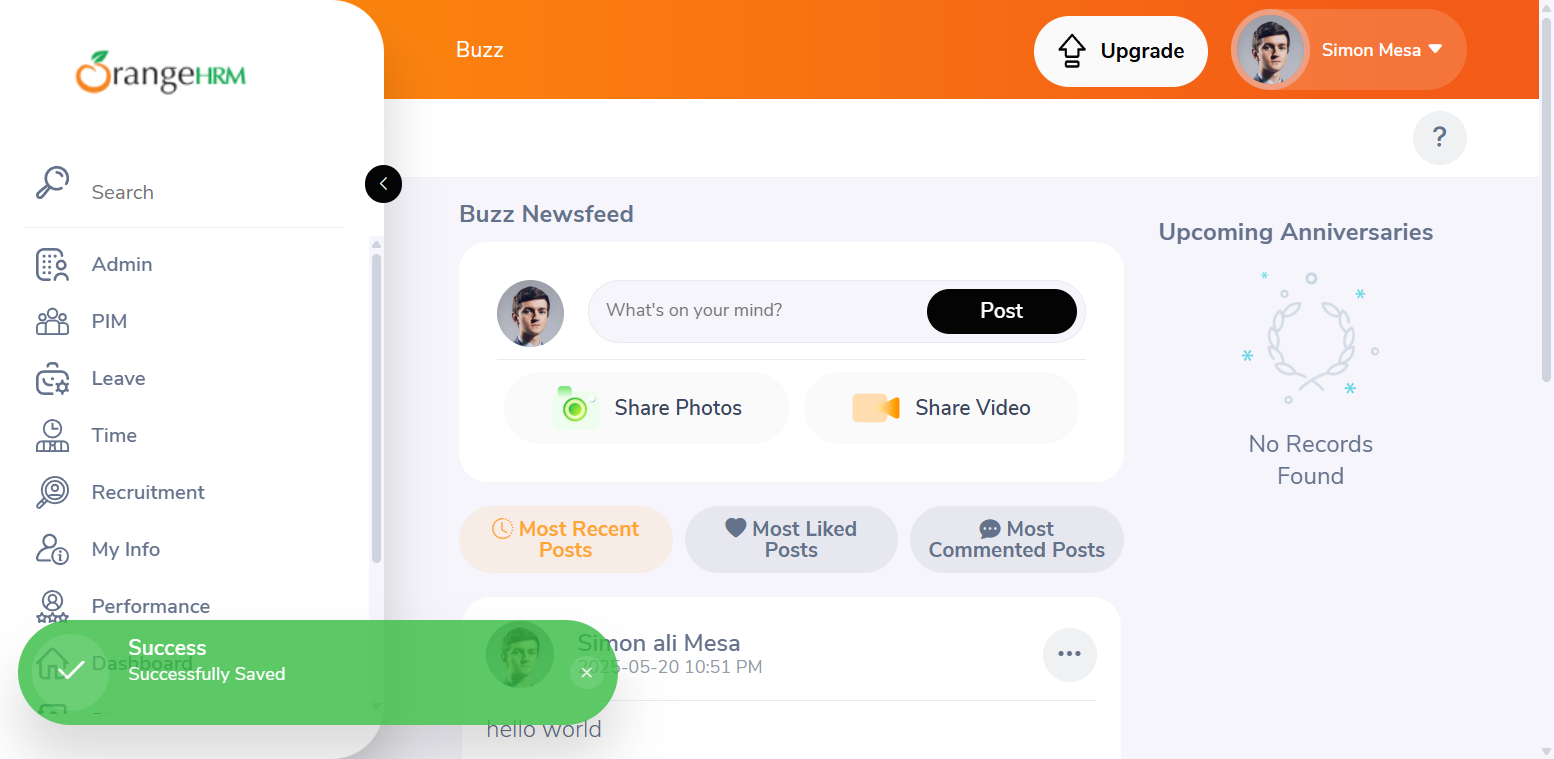 OrangeHRM
Buzz
Upgrade
Simon Mesa
?
Search
Admin
PIM
Leave
Time
Recruitment
My Info
Performance
Dashboard
Success
Successfully Saved
Buzz Newsfeed
What's on your mind?
Post
Share Photos
Share Video
Most Recent
Posts
Most Liked
Posts
Most
Commented Posts
Simon ali Mesa
2025-05-20 10:51 PM
hello world
Upcoming Anniversaries
No Records
Found